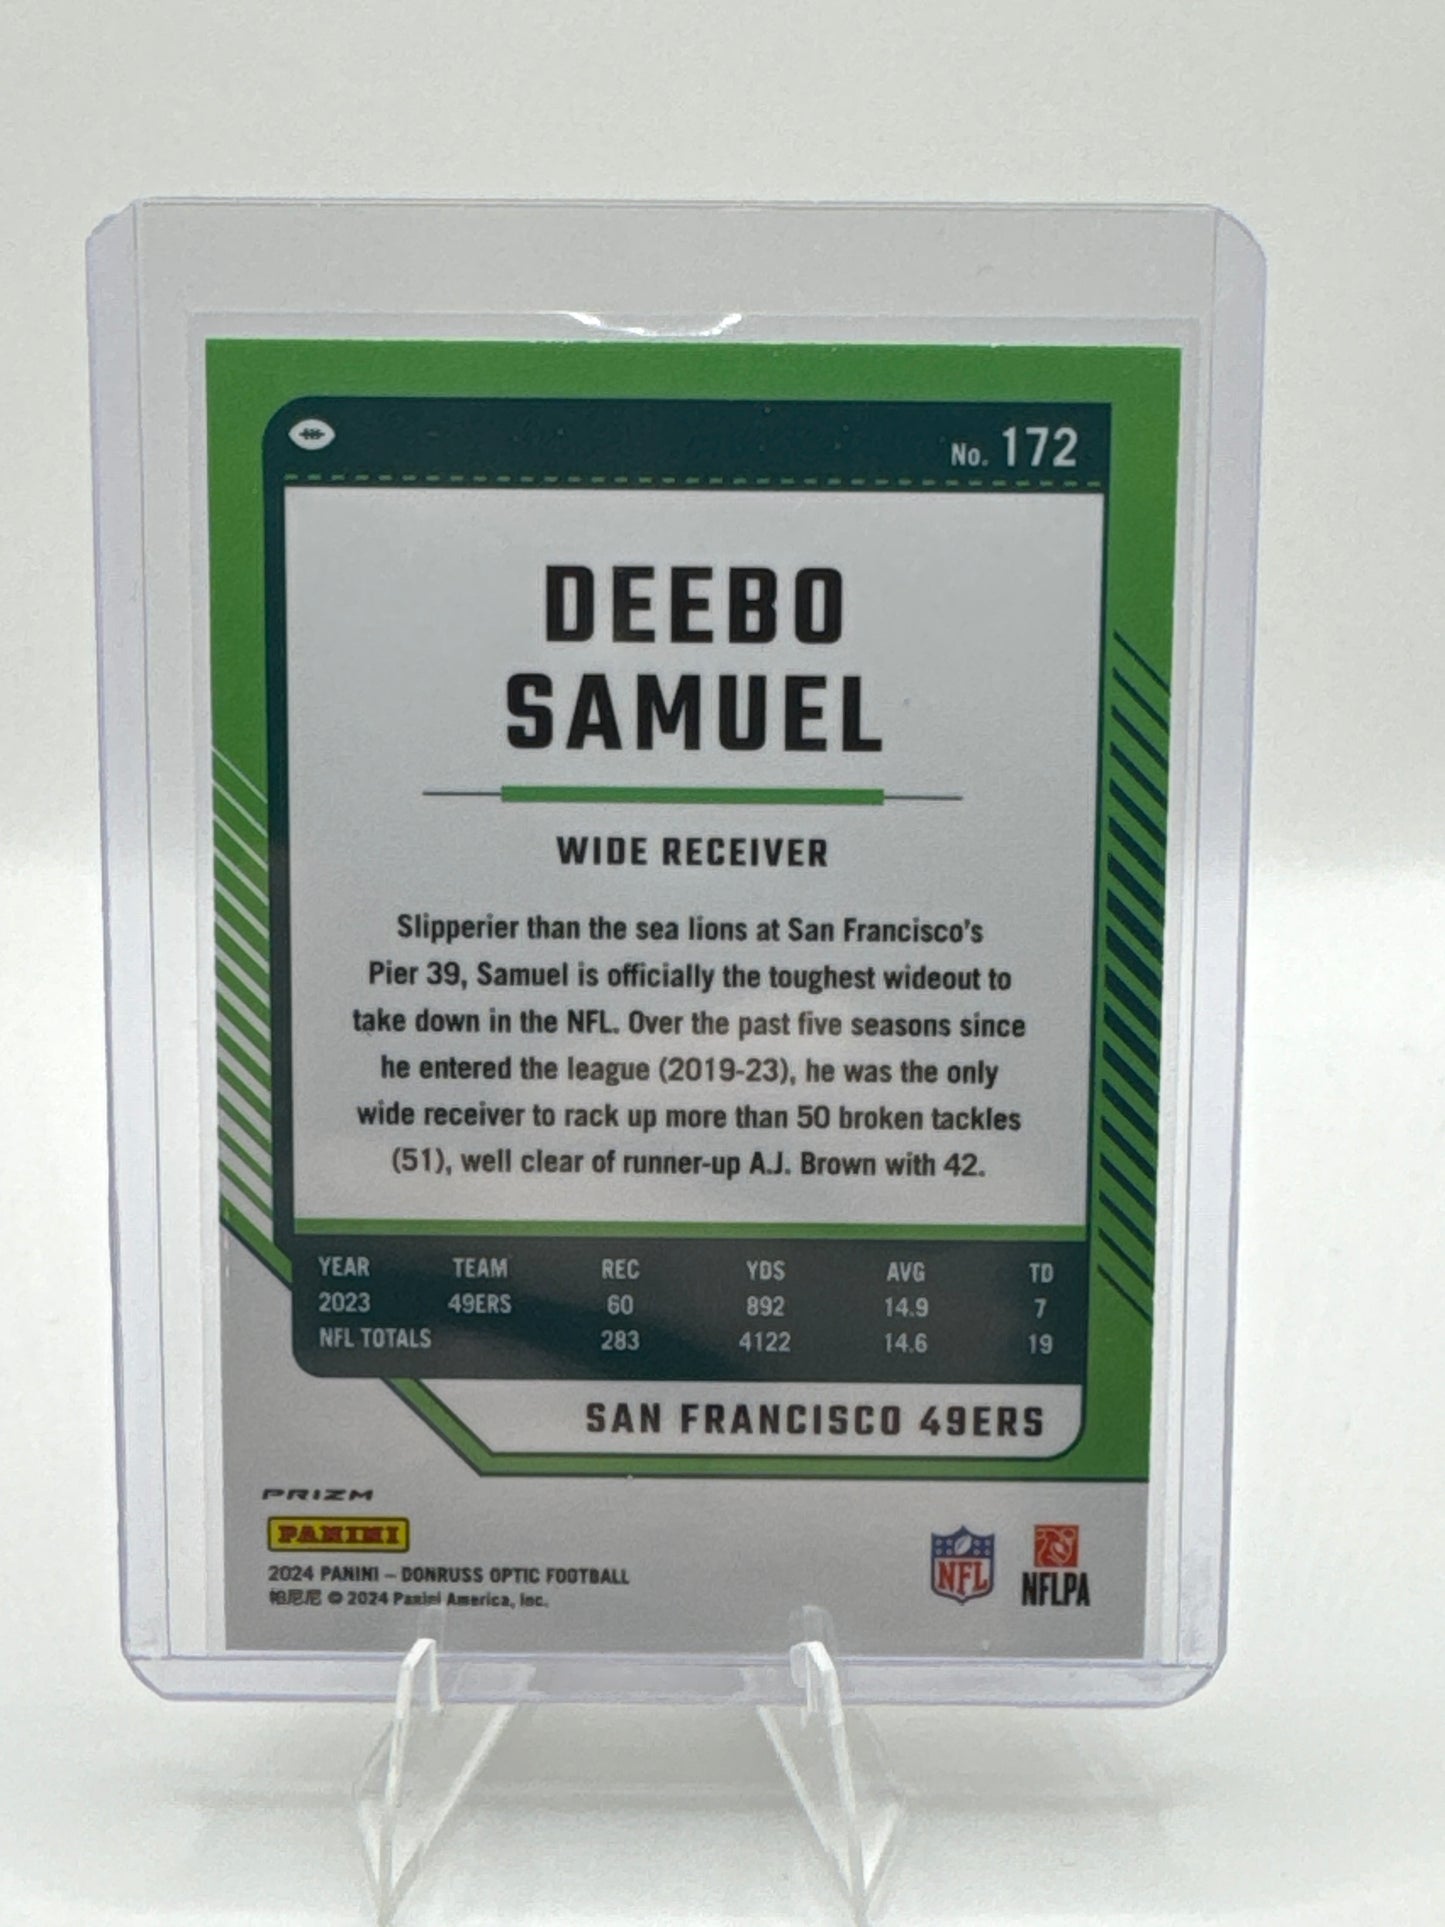 No. 172
DEEBO
SAMUEL
WIDE RECEIVER
Slipperier than the sea lions at San Francisco's
Pier 39, Samuel is officially the toughest wideout to
take down in the NFL. Over the past five seasons since
he entered the league (2019-23), he was the only
wide receiver to rack up more than 50 broken tackles
(51), well clear of runner-up A.J. Brown with 42.
YEAR TEAM REC YDS AVG TD
2023 49ERS 60 892 14.9 7
NFL TOTALS 283 4122 14.6 19
SAN FRANCISCO 49ERS
PRIZM
PANINI
2024 PANINI – DONRUSS OPTIC FOOTBALL
帕尼尼 © 2024 Panini America, Inc.
NFL
NFLPA